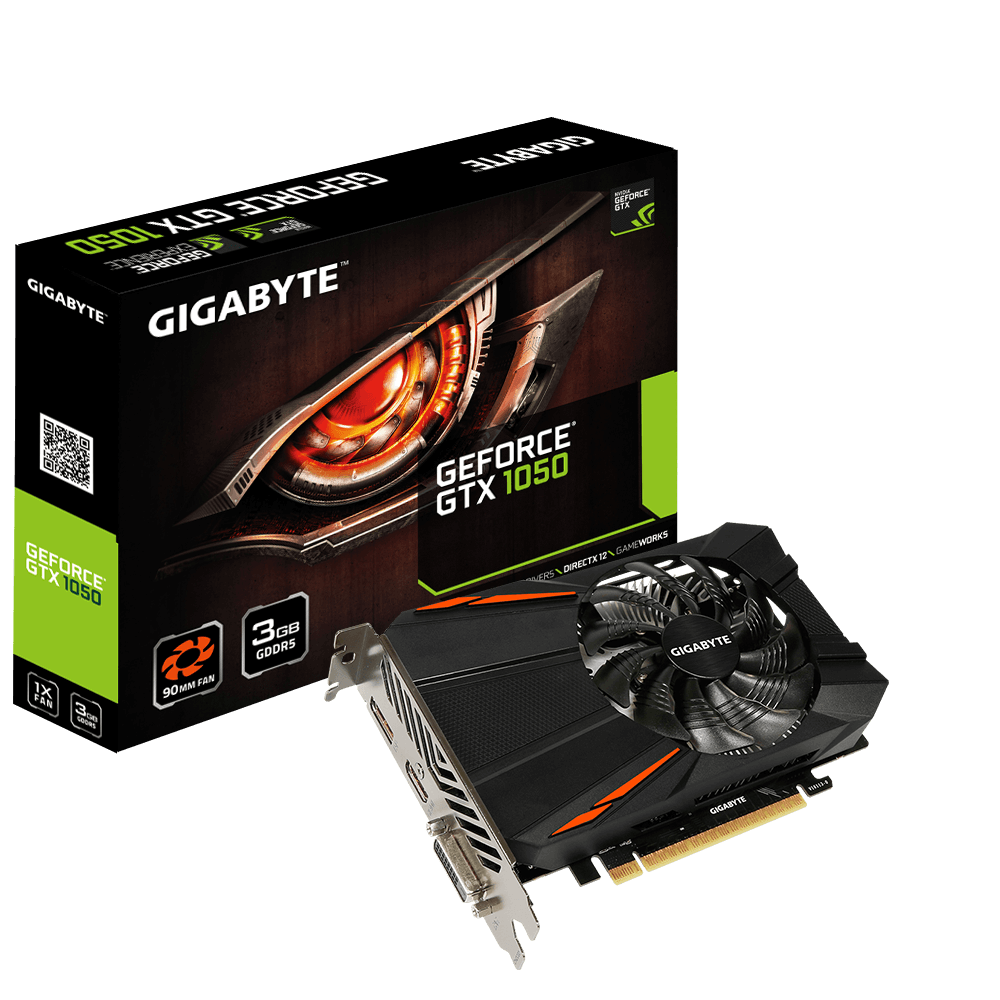 GIGABYTE
GEFORCE® GTX 1050
GEFORCE
EXPERIENCE
NVIDIA
GEFORCE®
GTX
GIGABYTE
GIGABYTE™
GEFORCE®
GTX 1050
DIRECTX 12 \ GAMEWORKS
GEFORCE®
GTX 1050
90MM FAN
3GB
GDDR5
1X
FAN
3GB
GDDR5
GIGABYTE
GIGABYTE